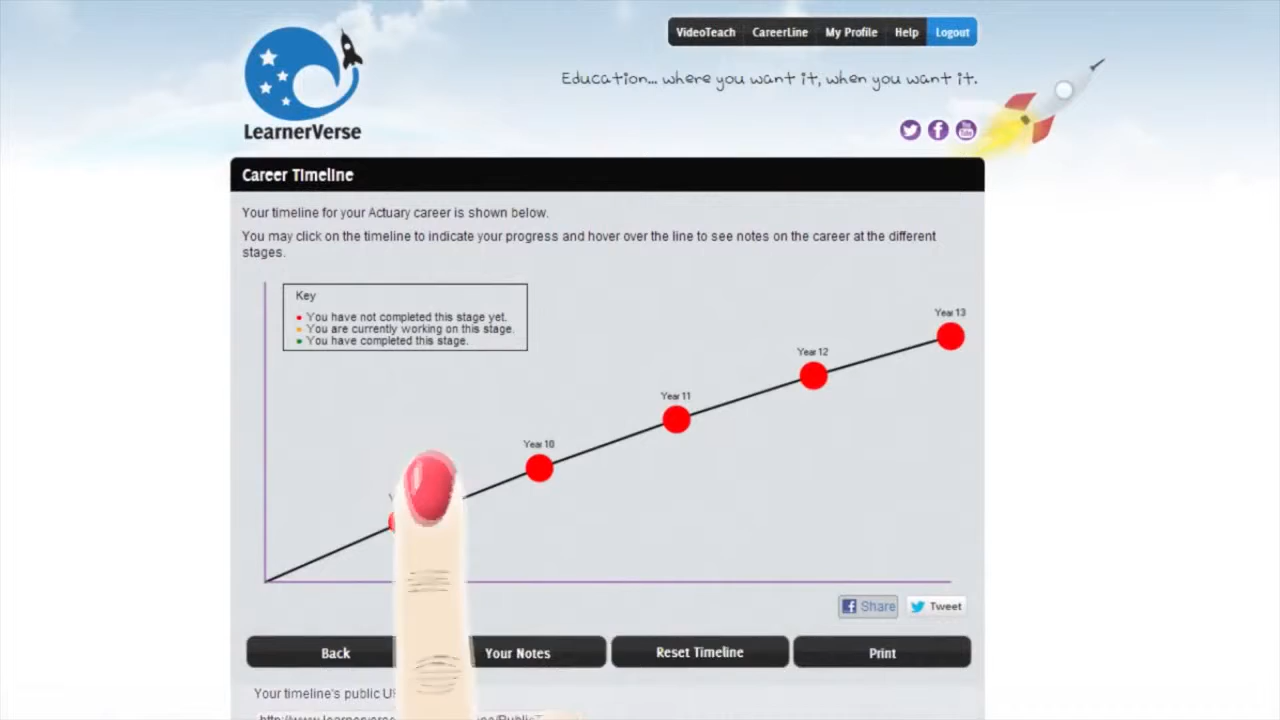 VideoTeach CareerLine My Profile Help Logout
Education... where you want it, when you want it.
LearnerVerse
Career Timeline
Your timeline for your Actuary career is shown below.
You may click on the timeline to indicate your progress and hover over the line to see notes on the career at the different
stages.
Key
You have not completed this stage yet.
You are currently working on this stage.
You have completed this stage.
Year 13
Year 12
Year 11
Year 10
Share Tweet
Back Your Notes Reset Timeline Print
Your timeline's public